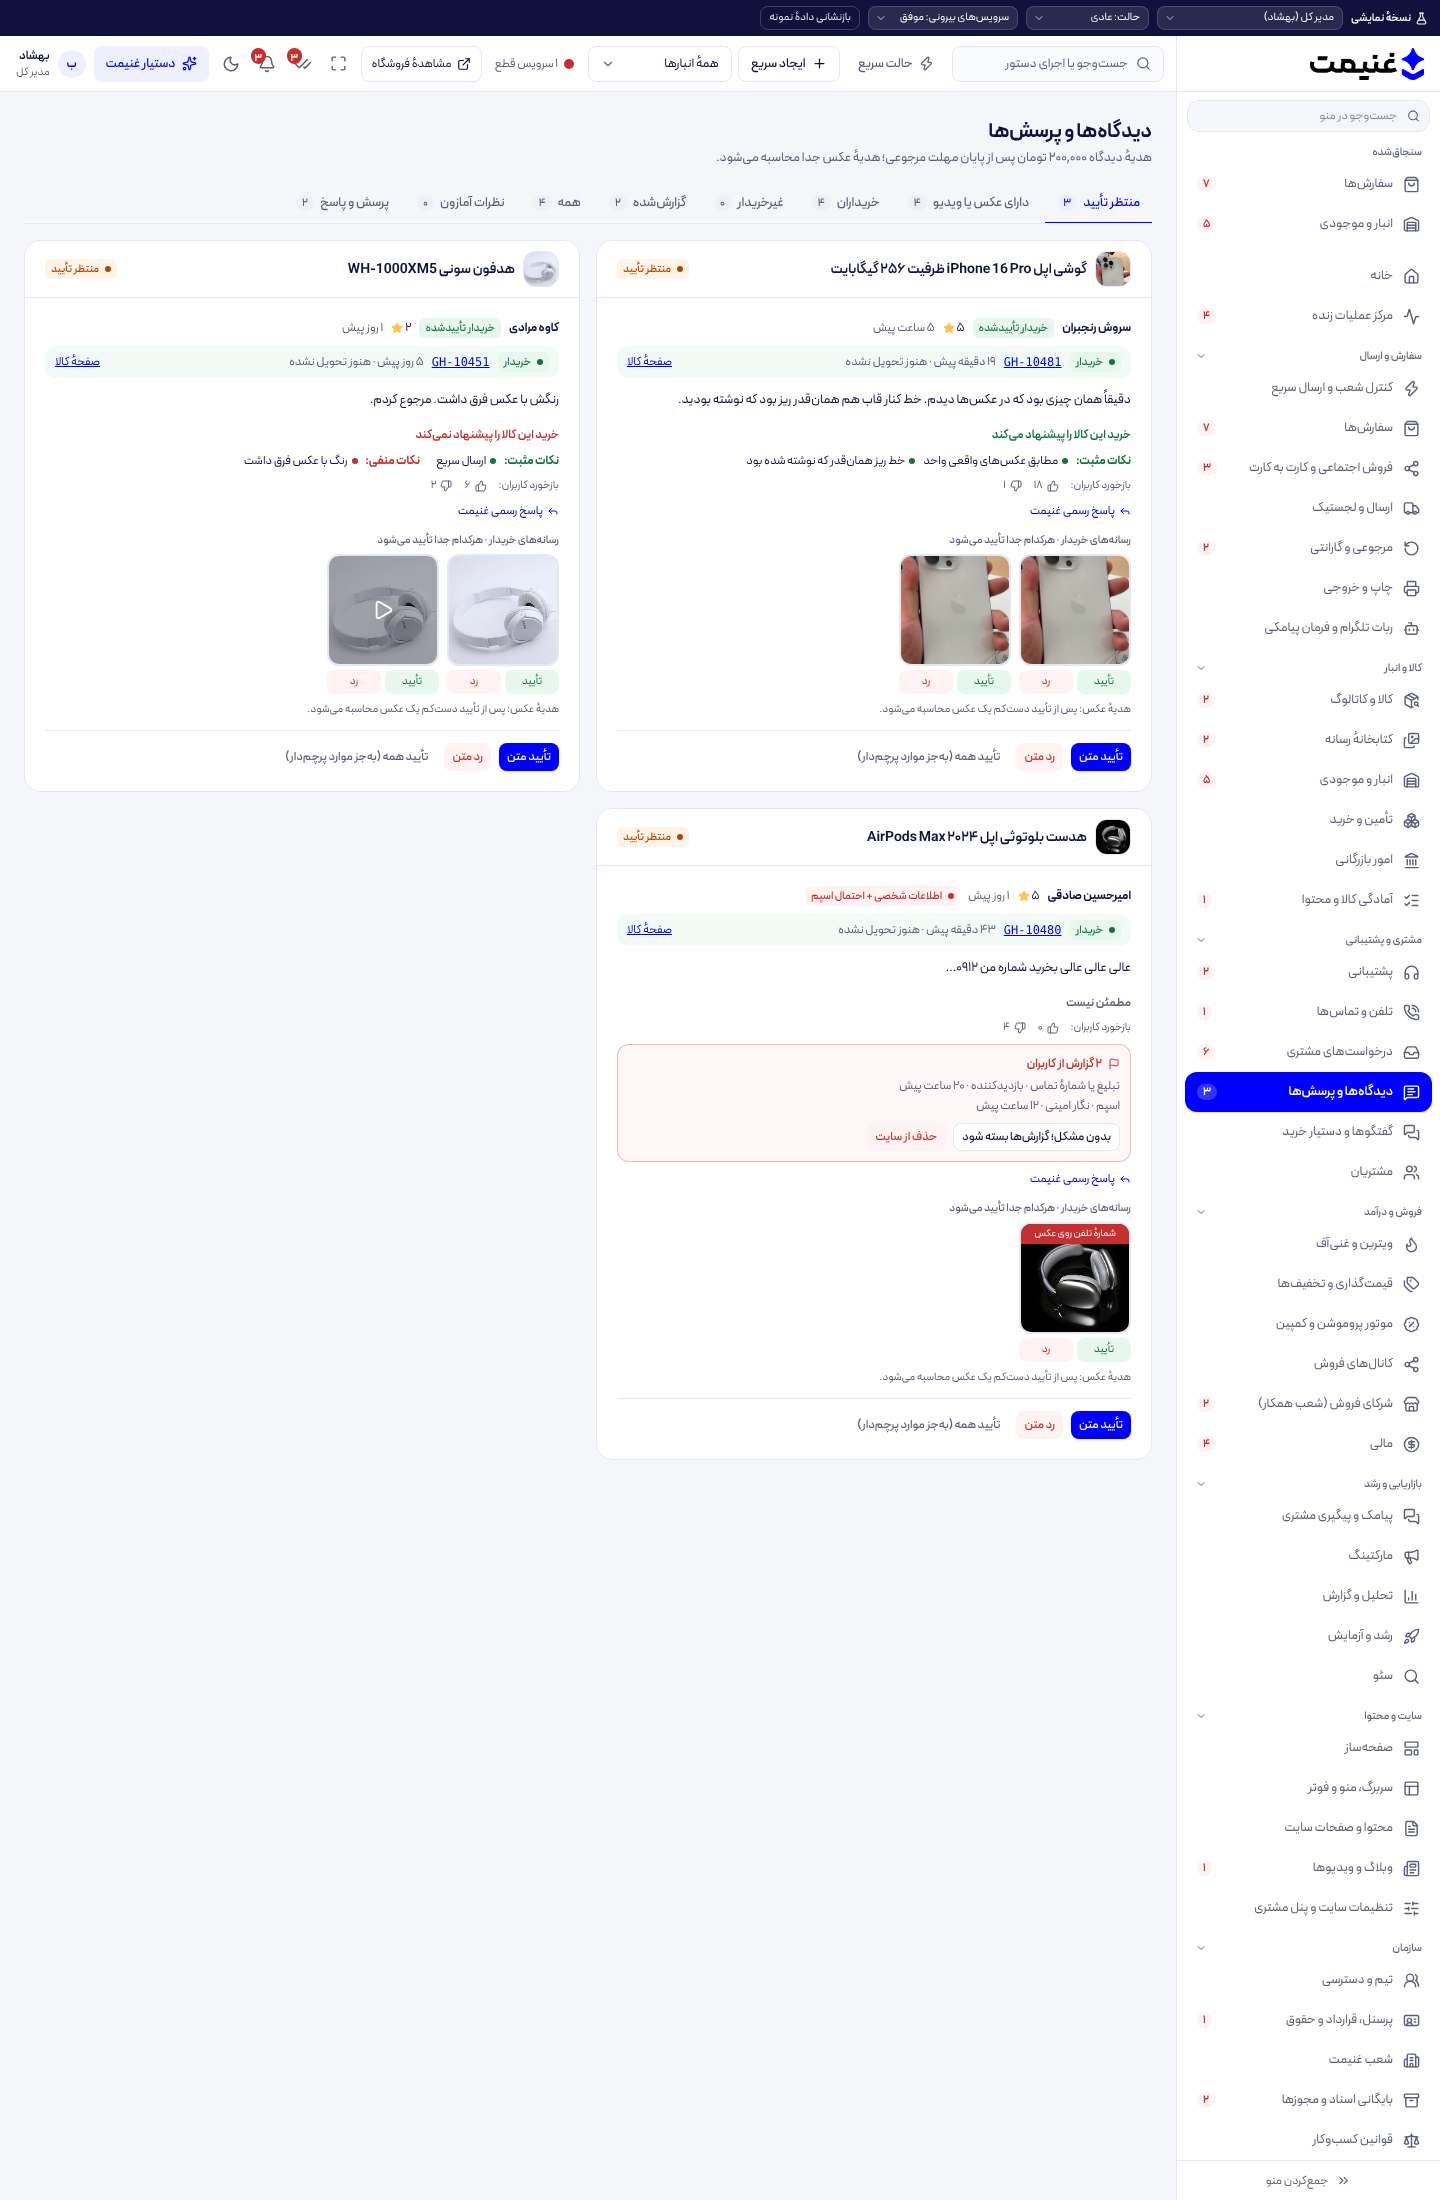 نسخهٔ نمایشی
مدیر کل (بهشاد)
حالت: عادی
سرویس‌های بیرونی: موفق
بازنشانی دادهٔ نمونه
غنیمت
جست‌وجو یا اجرای دستور
حالت سریع
ایجاد سریع
همهٔ انبارها
۱ سرویس قطع
مشاهدهٔ فروشگاه
۳
۳
دستیار غنیمت
ب
بهشاد
مدیر کل
جست‌وجو در منو
سنجاق‌شده
سفارش‌ها ۷
انبار و موجودی ۵
خانه
مرکز عملیات زنده ۴
سفارش و ارسال
کنترل شعب و ارسال سریع
سفارش‌ها ۷
فروش اجتماعی و کارت به کارت ۳
ارسال و لجستیک
مرجوعی و گارانتی ۲
چاپ و خروجی
ربات تلگرام و فرمان پیامکی
کالا و انبار
کالا و کاتالوگ ۲
کتابخانهٔ رسانه ۲
انبار و موجودی ۵
تأمین و خرید
امور بازرگانی
آمادگی کالا و محتوا ۱
مشتری و پشتیبانی
پشتیبانی ۲
تلفن و تماس‌ها ۱
درخواست‌های مشتری ۶
دیدگاه‌ها و پرسش‌ها ۳
گفتگوها و دستیار خرید
مشتریان
فروش و درآمد
ویترین و غنی‌آف
قیمت‌گذاری و تخفیف‌ها
موتور پروموشن و کمپین
کانال‌های فروش
شرکای فروش (شعب همکار) ۲
مالی ۴
بازاریابی و رشد
پیامک و پیگیری مشتری
مارکتینگ
تحلیل و گزارش
رشد و آزمایش
سئو
سایت و محتوا
صفحه‌ساز
سربرگ، منو و فوتر
محتوا و صفحات سایت
وبلاگ و ویدیوها ۱
تنظیمات سایت و پنل مشتری
سازمان
تیم و دسترسی
پرسنل، قرارداد و حقوق ۱
شعب غنیمت
بایگانی اسناد و مجوزها ۲
قوانین کسب‌وکار
جمع‌کردن منو
دیدگاه‌ها و پرسش‌ها
هدیهٔ دیدگاه ۲۰۰,۰۰۰ تومان پس از پایان مهلت مرجوعی؛ هدیهٔ عکس جدا محاسبه می‌شود.
منتظر تأیید ۳
دارای عکس یا ویدیو ۴
خریداران ۴
غیرخریدار ۰
گزارش‌شده ۲
همه ۴
نظرات آمازون ۰
پرسش و پاسخ ۲
گوشی اپل iPhone 16 Pro ظرفیت ۲۵۶ گیگابایت
منتظر تأیید
سروش رنجبران خریدار تأییدشده ۵ ۵ ساعت پیش
خریدار GH-10481 ۱۹ دقیقه پیش · هنوز تحویل نشده صفحهٔ کالا
دقیقاً همان چیزی بود که در عکس‌ها دیدم. خط کنار قاب هم همان‌قدر ریز بود که نوشته بودید.
خرید این کالا را پیشنهاد می‌کند
نکات مثبت: مطابق عکس‌های واقعی واحد خط ریز همان‌قدر که نوشته شده بود
بازخورد کاربران: ۱۸ ۱
پاسخ رسمی غنیمت
رسانه‌های خریدار · هرکدام جدا تأیید می‌شود
تأیید رد تأیید رد
هدیهٔ عکس: پس از تأیید دست‌کم یک عکس محاسبه می‌شود.
تأیید متن رد متن تأیید همه (به‌جز موارد پرچم‌دار)
هدفون سونی WH-1000XM5
منتظر تأیید
کاوه مرادی خریدار تأییدشده ۲ ۱ روز پیش
خریدار GH-10451 ۵ روز پیش · هنوز تحویل نشده صفحهٔ کالا
رنگش با عکس فرق داشت. مرجوع کردم.
خرید این کالا را پیشنهاد نمی‌کند
نکات مثبت: ارسال سریع نکات منفی: رنگ با عکس فرق داشت
بازخورد کاربران: ۶ ۲
پاسخ رسمی غنیمت
رسانه‌های خریدار · هرکدام جدا تأیید می‌شود
تأیید رد تأیید رد
هدیهٔ عکس: پس از تأیید دست‌کم یک عکس محاسبه می‌شود.
تأیید متن رد متن تأیید همه (به‌جز موارد پرچم‌دار)
هدست بلوتوثی اپل AirPods Max ۲۰۲۴
منتظر تأیید
امیرحسین صادقی ۵ ۱ روز پیش اطلاعات شخصی + احتمال اسپم
خریدار GH-10480 ۴۳ دقیقه پیش · هنوز تحویل نشده صفحهٔ کالا
عالی عالی عالی بخرید شماره من ۰۹۱۲...
مطمئن نیست
بازخورد کاربران: ۰ ۴
۲ گزارش از کاربران
تبلیغ یا شمارهٔ تماس · بازدیدکننده · ۲۰ ساعت پیش
اسپم · نگار امینی · ۱۲ ساعت پیش
بدون مشکل؛ گزارش‌ها بسته شود حذف از سایت
پاسخ رسمی غنیمت
رسانه‌های خریدار · هرکدام جدا تأیید می‌شود
شمارهٔ تلفن روی عکس
تأیید رد
هدیهٔ عکس: پس از تأیید دست‌کم یک عکس محاسبه می‌شود.
تأیید متن رد متن تأیید همه (به‌جز موارد پرچم‌دار)